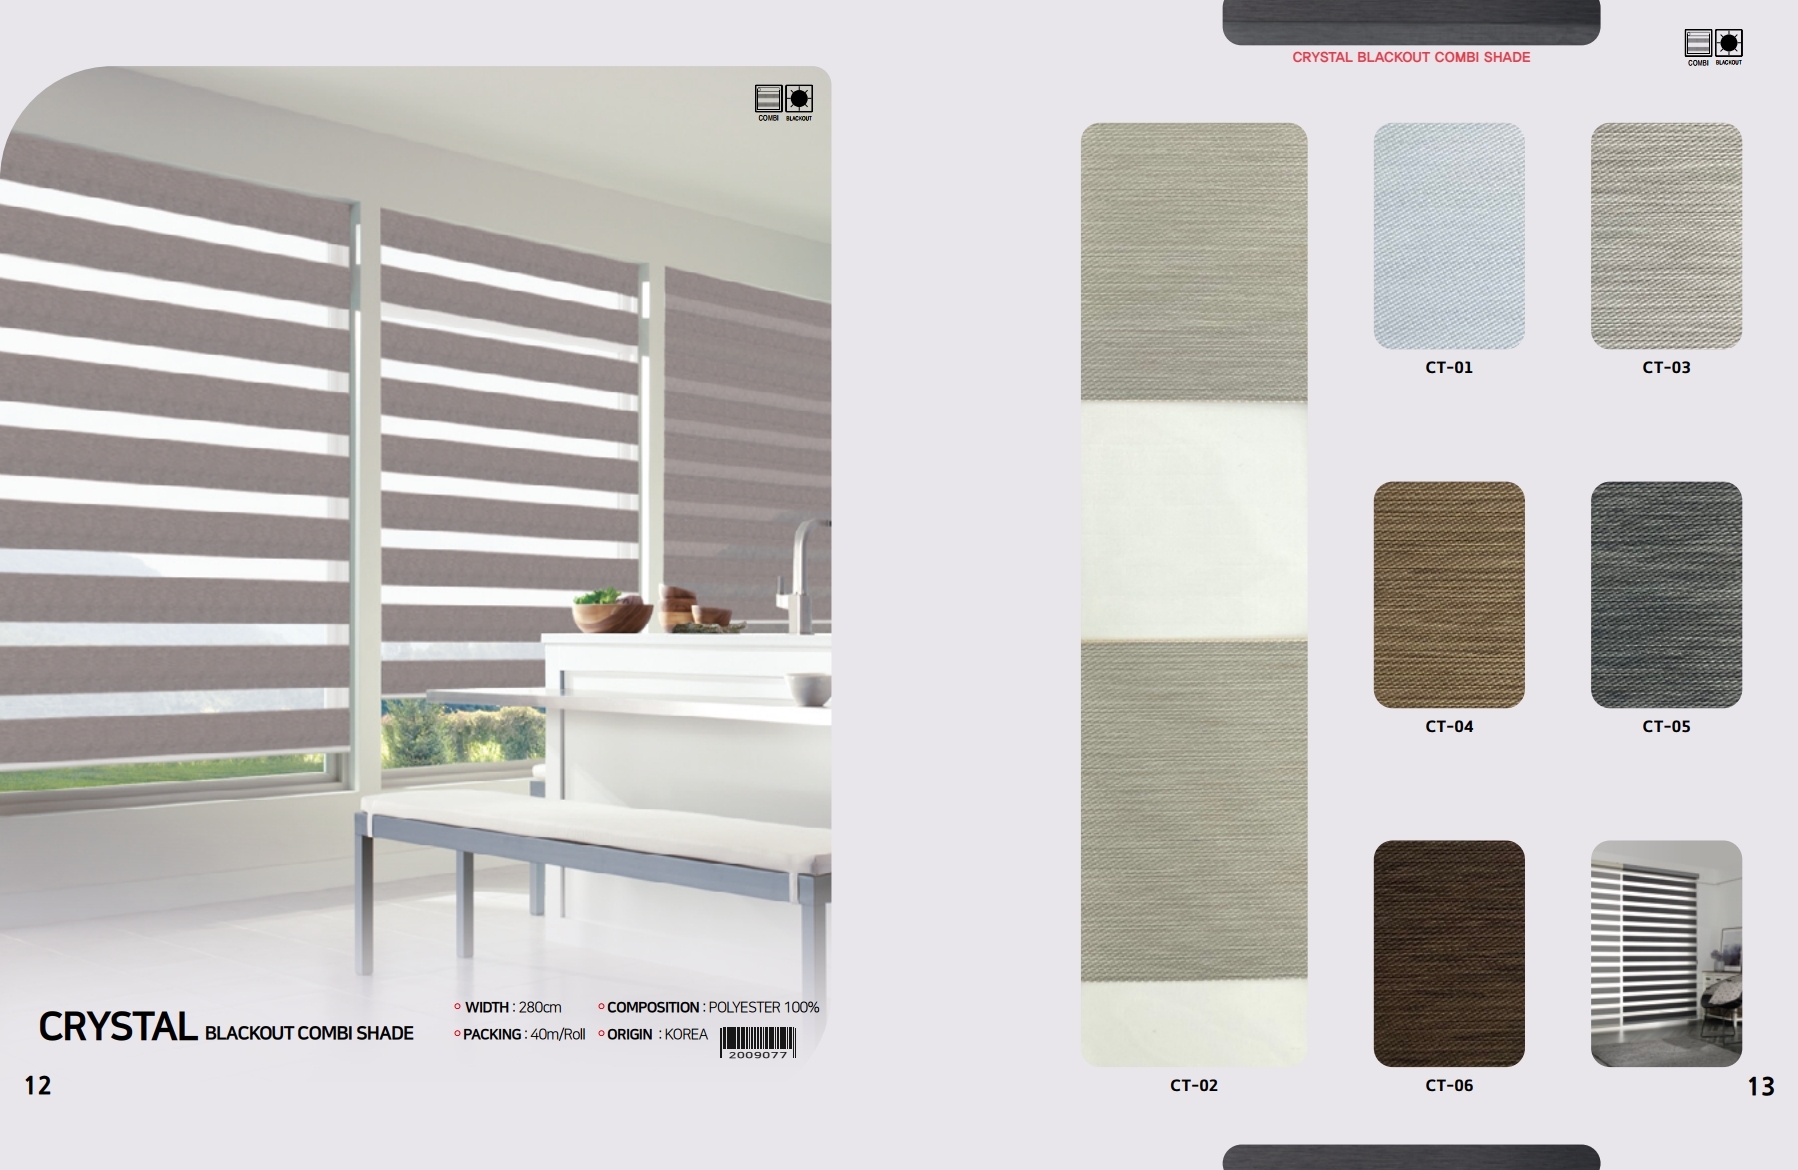 COMBI BLACKOUT
CRYSTAL BLACKOUT COMBI SHADE
WIDTH : 280cm
COMPOSITION : POLYESTER 100%
PACKING : 40m/Roll
ORIGIN : KOREA
2009077
12
CRYSTAL BLACKOUT COMBI SHADE
COMBI BLACKOUT
CT-01
CT-03
CT-04
CT-05
CT-02
CT-06
13